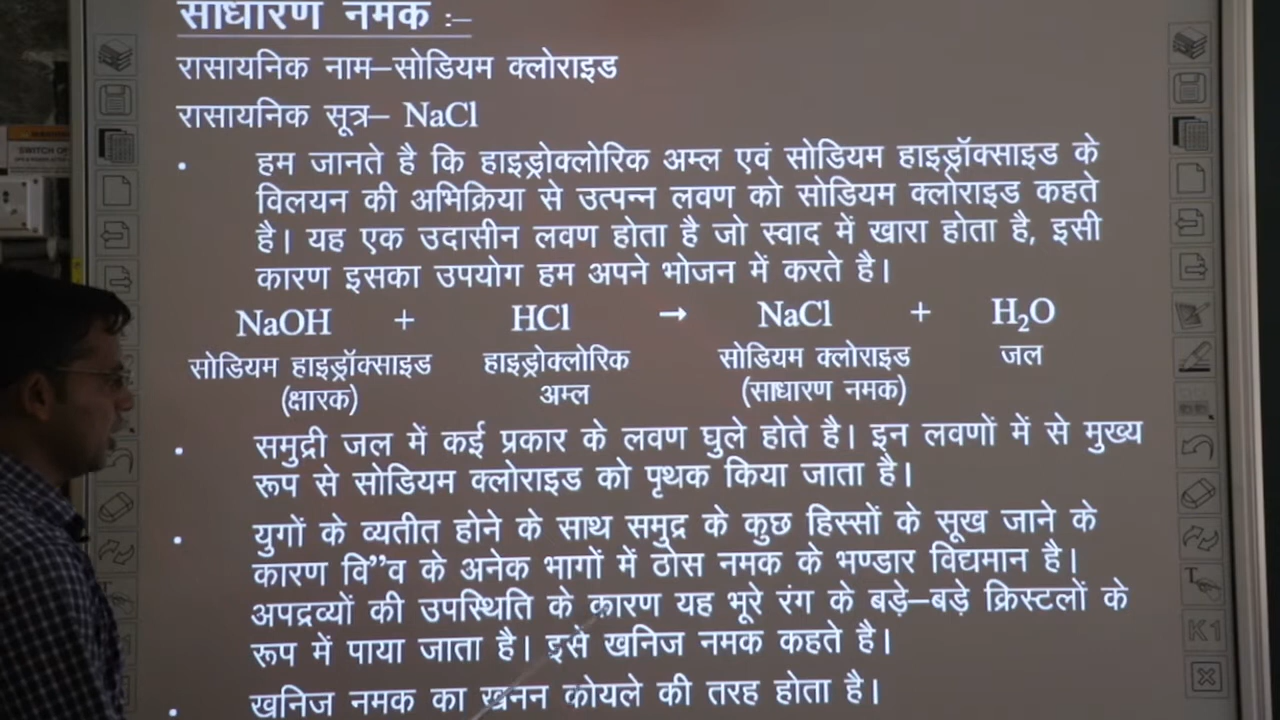 साधारण नमक :–
रासायनिक नाम–सोडियम क्लोराइड
रासायनिक सूत्र– NaCl
• हम जानते है कि हाइड्रोक्लोरिक अम्ल एवं सोडियम हाइड्रॉक्साइड के
विलयन की अभिक्रिया से उत्पन्न लवण को सोडियम क्लोराइड कहते
है। यह एक उदासीन लवण होता है जो स्वाद में खारा होता है, इसी
कारण इसका उपयोग हम अपने भोजन में करते है।
NaOH + HCl → NaCl + H₂O
सोडियम हाइड्रॉक्साइड हाइड्रोक्लोरिक सोडियम क्लोराइड जल
(क्षारक) अम्ल (साधारण नमक)
• समुद्री जल में कई प्रकार के लवण घुले होते है। इन लवणों में से मुख्य
रूप से सोडियम क्लोराइड को पृथक किया जाता है।
• युगों के व्यतीत होने के साथ समुद्र के कुछ हिस्सों के सूख जाने के
कारण वि”व के अनेक भागों में ठोस नमक के भण्डार विद्यमान है।
अपद्रव्यों की उपस्थिति के कारण यह भूरे रंग के बड़े–बड़े क्रिस्टलों के
रूप में पाया जाता है। इसे खनिज नमक कहते है।
• खनिज नमक का खनन कोयले की तरह होता है।
SWITCH OF
K1
T